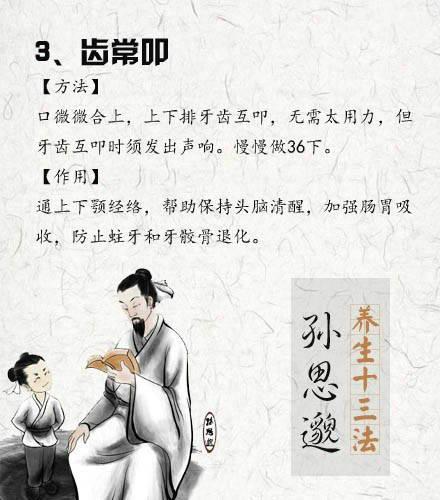 3、齿常叩
【方法】
口微微合上，上下排牙齿互叩，无需太用力，但
牙齿互叩时须发出声响。慢慢做36下。
【作用】
通上下颚经络，帮助保持头脑清醒，加强肠胃吸
收，防止蛀牙和牙骹骨退化。
养生十三法
孙思邈